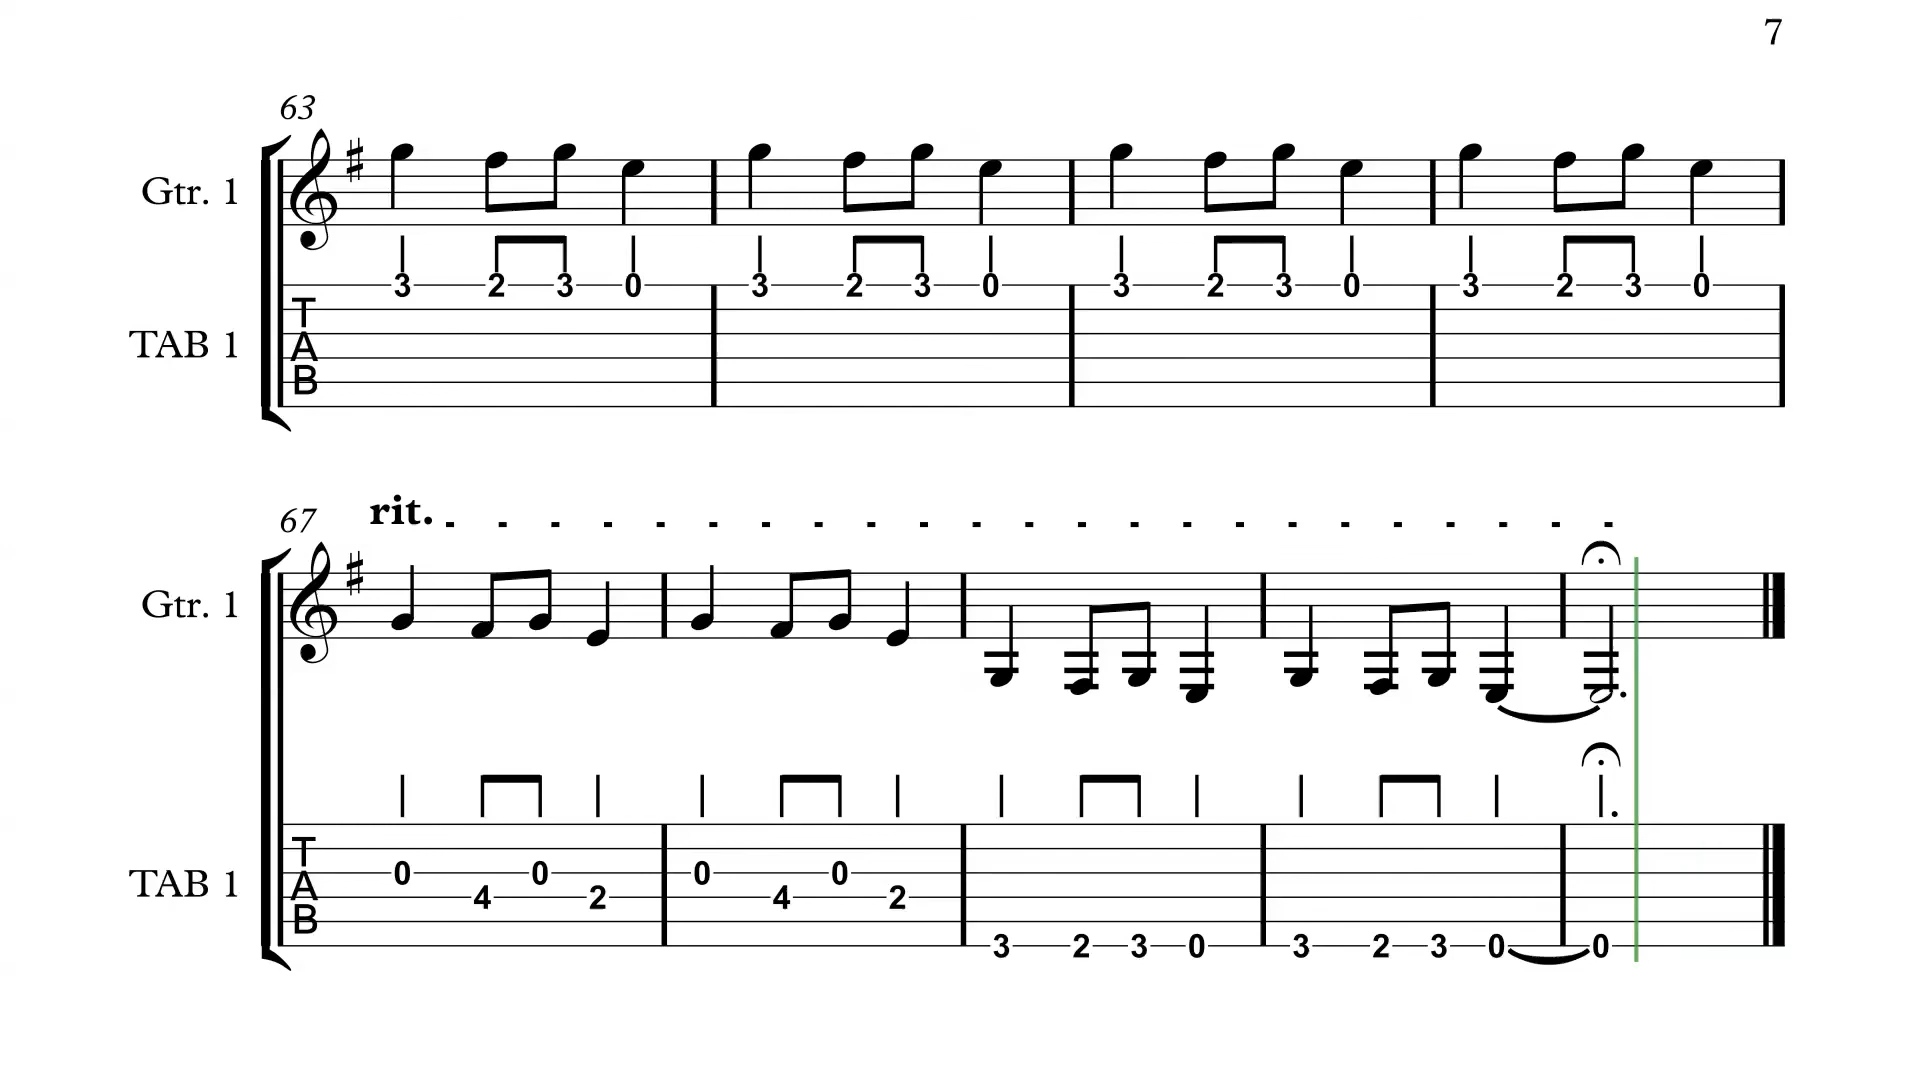 7
63
Gtr. 1
3 2 3 0 3 2 3 0 3 2 3 0 3 2 3 0
T
A
B
TAB 1
67 rit.
Gtr. 1
T
A
B
TAB 1
0 4 0 2 0 4 0 2 3 2 3 0 3 2 3 0 0